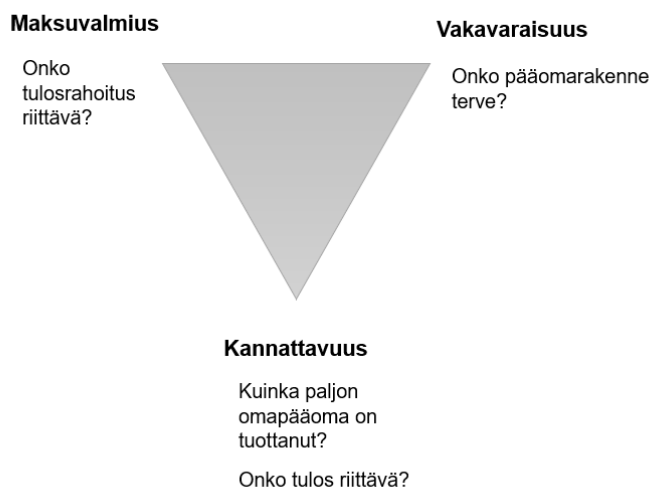 Maksuvalmius
Onko
tulosrahoitus
riittävä?
Vakavaraisuus
Onko pääomarakenne
terve?
Kannattavuus
Kuinka paljon
omapääoma on
tuottanut?
Onko tulos riittävä?